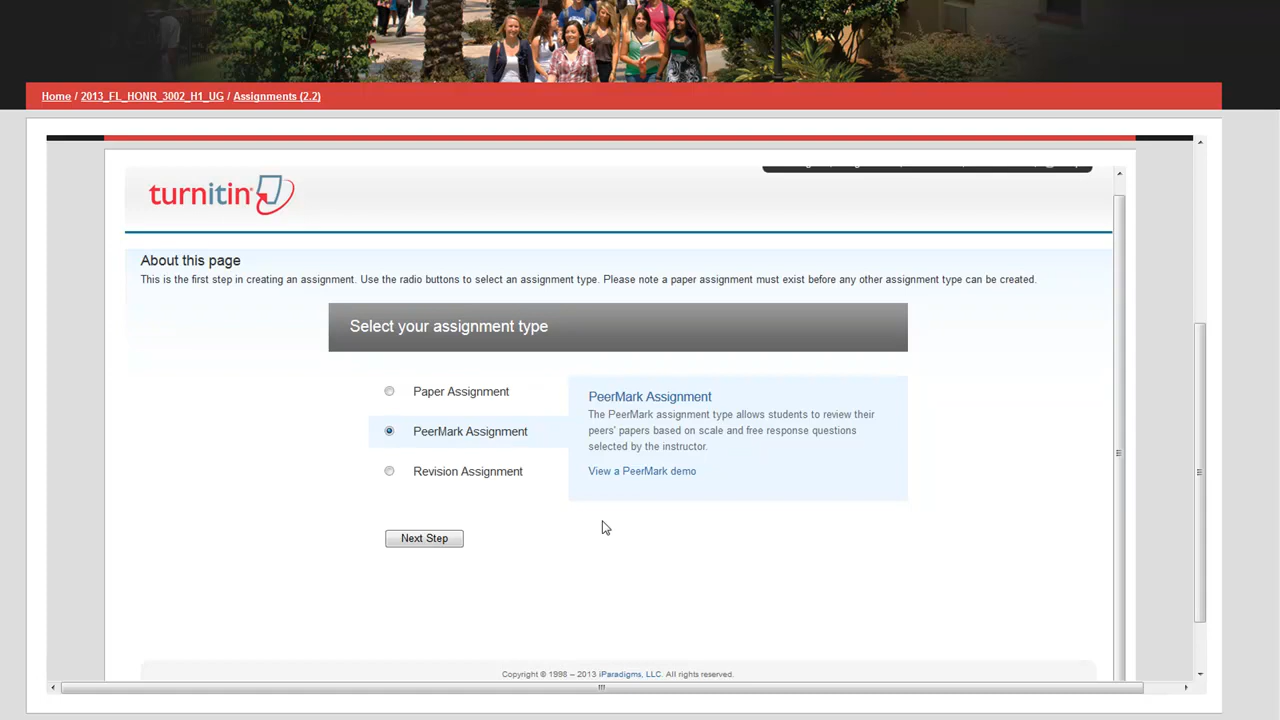 Home / 2013_FL_HONR_3002_H1_UG / Assignments (2.2)
turnitin
About this page
This is the first step in creating an assignment. Use the radio buttons to select an assignment type. Please note a paper assignment must exist before any other assignment type can be created.
Select your assignment type
Paper Assignment
PeerMark Assignment
Revision Assignment
PeerMark Assignment
The PeerMark assignment type allows students to review their
peers' papers based on scale and free response questions
selected by the instructor.
View a PeerMark demo
Next Step
Copyright © 1998 – 2013 iParadigms, LLC. All rights reserved.